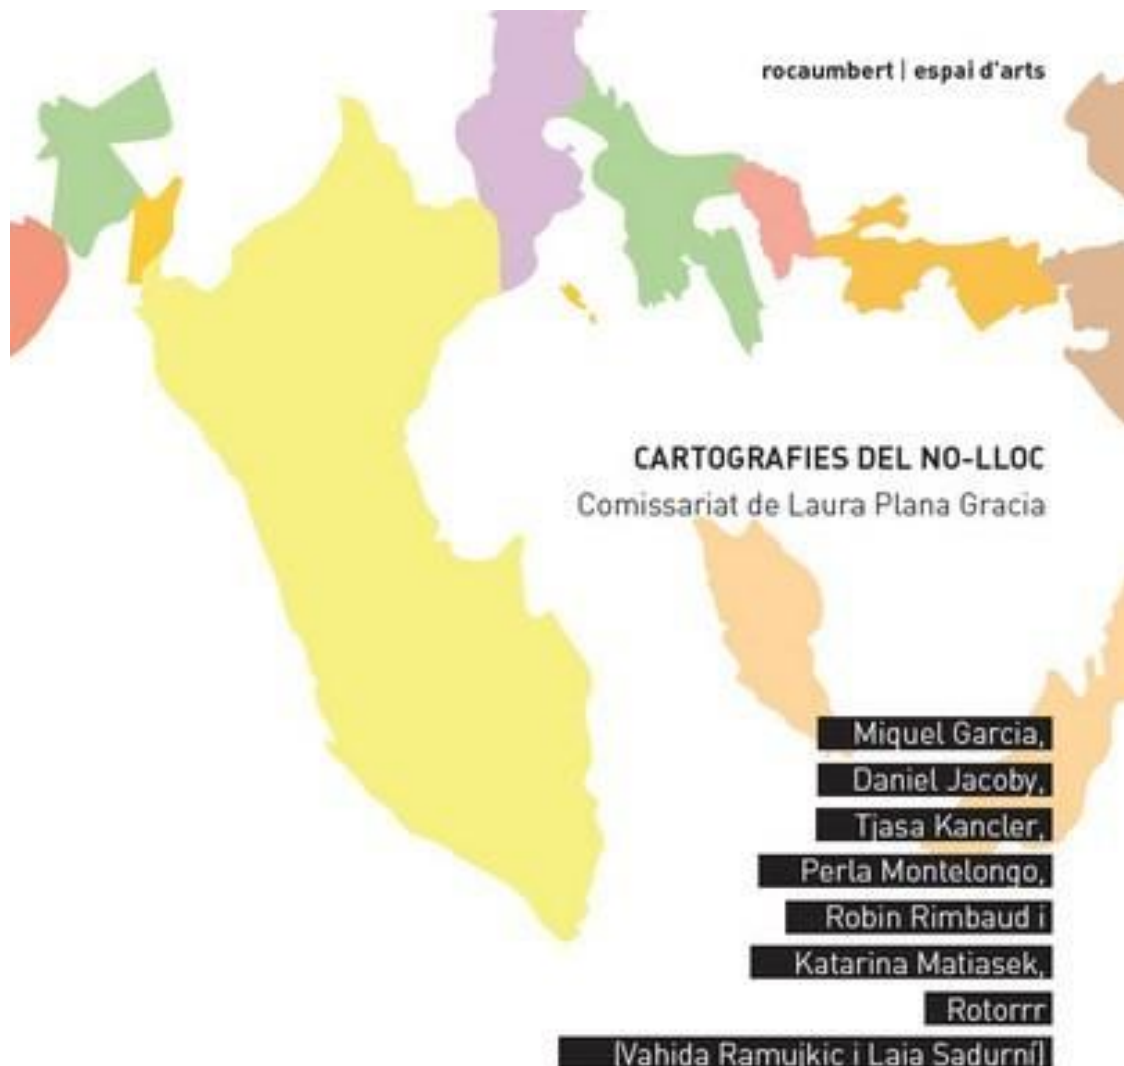 rocaumbert | espai d'arts
CARTOGRAFIES DEL NO-LLOC
Comissariat de Laura Plana Gracia
Miquel Garcia,
Daniel Jacoby,
Tjasa Kancler,
Perla Montelongo,
Robin Rimbaud i
Katarina Matiasek,
Rotorrr
(Vahida Ramujkic i Laia Sadurní)